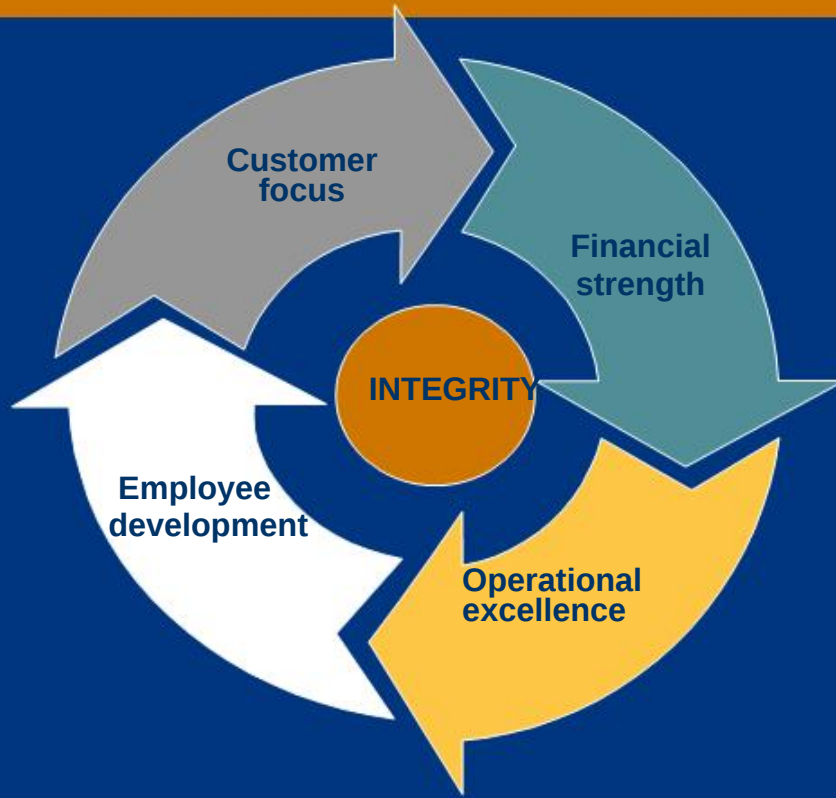 Customer
focus
Financial
strength
INTEGRITY
Employee
development
Operational
excellence